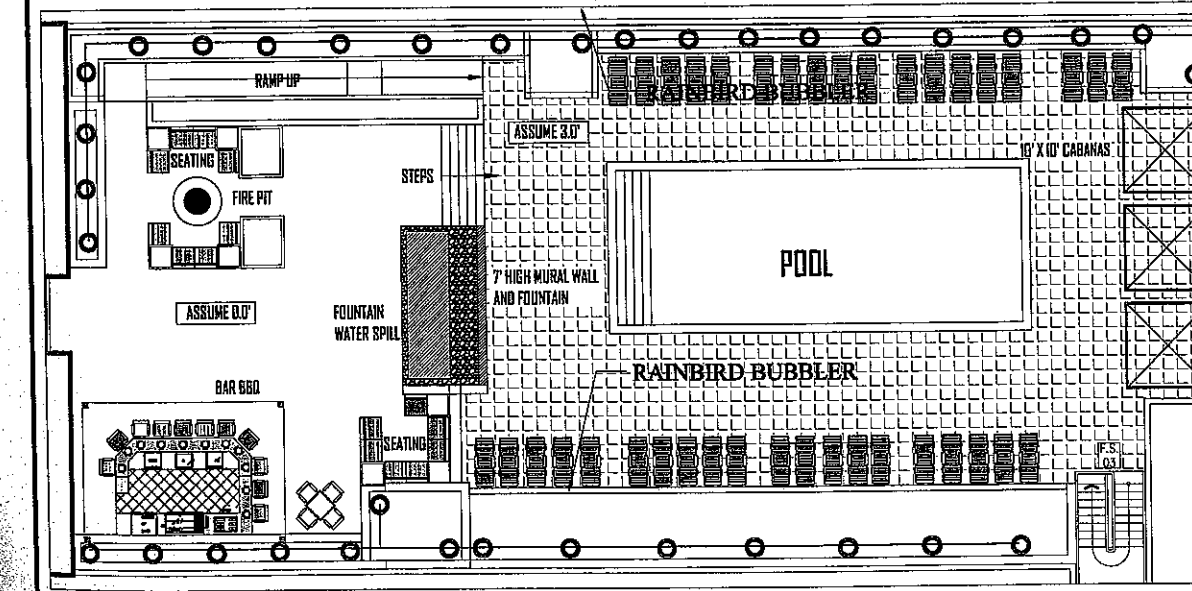 RAMP UP
RAINBIRD BUBBLER
ASSUME 3.0'
SEATING
10' X 10' CABANAS
STEPS
FIRE PIT
POOL
7' HIGH MURAL WALL
AND FOUNTAIN
ASSUME 0.0'
FOUNTAIN
WATER SPILL
RAINBIRD BUBBLER
BAR BBQ
SEATING
F.S.
03